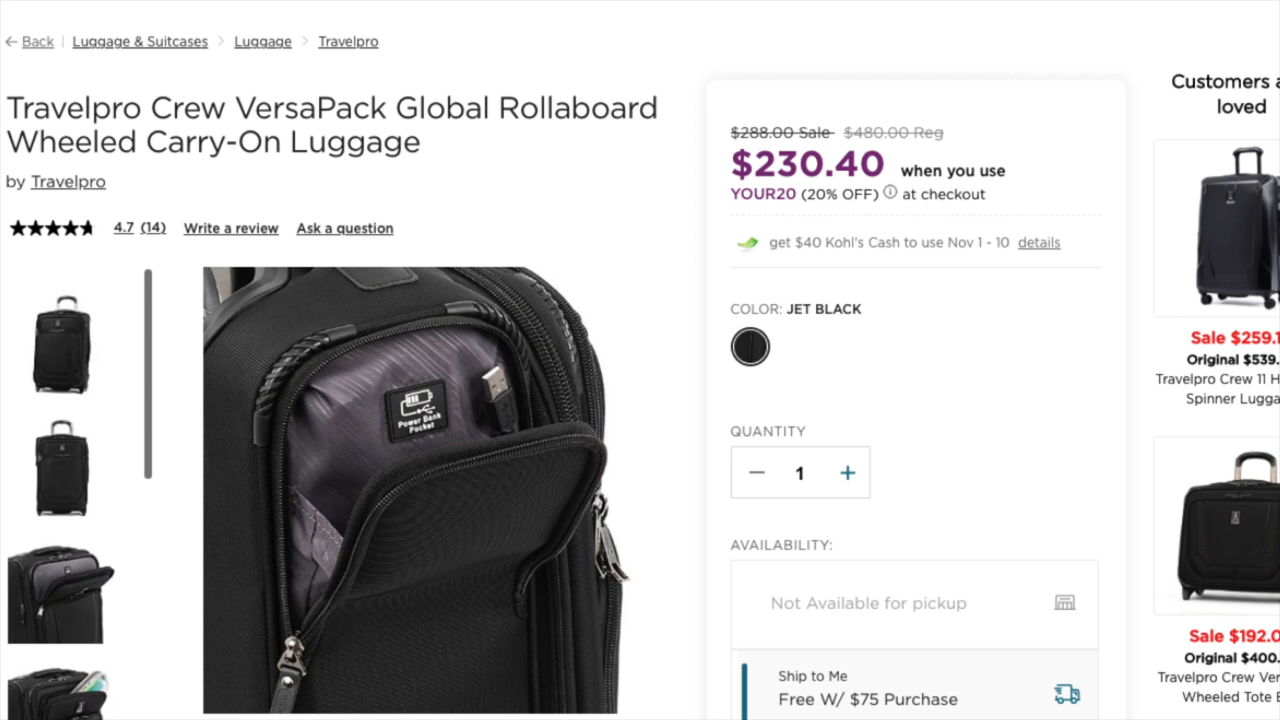 Back
Luggage & Suitcases
Luggage
Travelpro
Travelpro Crew VersaPack Global Rollaboard
Wheeled Carry-On Luggage
by Travelpro
4.7 (14) Write a review Ask a question
Power Bank
Pocket
$288.00 Sale $480.00 Reg
$230.40 when you use
YOUR20 (20% OFF) at checkout
get $40 Kohl's Cash to use Nov 1 - 10 details
COLOR: JET BLACK
QUANTITY
1
AVAILABILITY:
Not Available for pickup
Ship to Me
Free W/ $75 Purchase
Customers a
loved
Sale $259.1
Original $539.
Travelpro Crew 11 H
Spinner Lugga
Sale $192.0
Original $400.
Travelpro Crew Ver
Wheeled Tote